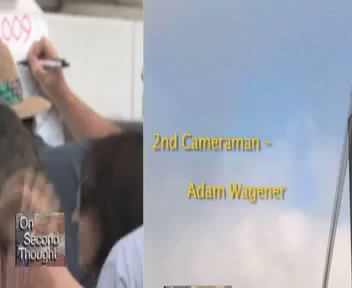 009
2nd Cameraman -
Adam Wagener
On
Second
Thought